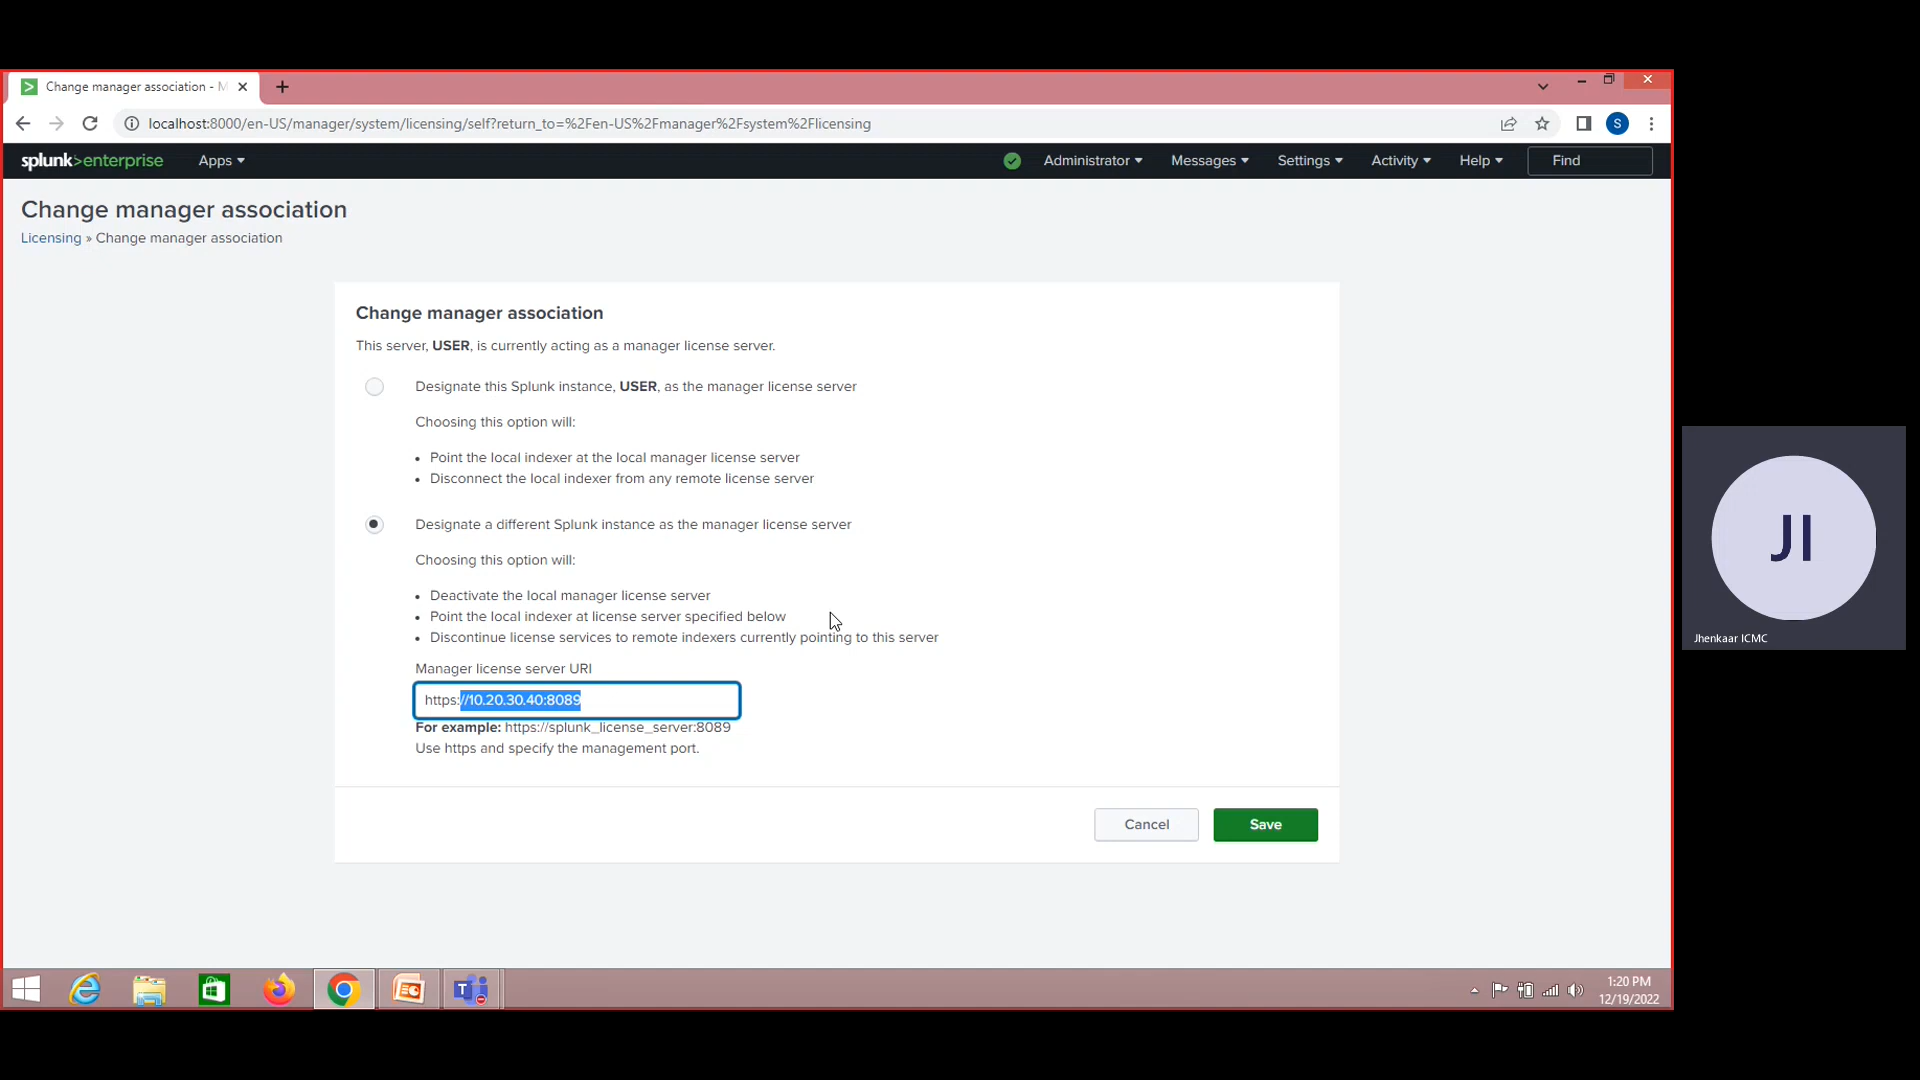 Change manager association - M
localhost:8000/en-US/manager/system/licensing/self?return_to=%2Fen-US%2Fmanager%2Fsystem%2Flicensing
S
splunk>enterprise Apps Administrator Messages Settings Activity Help Find
Change manager association
Licensing » Change manager association
Change manager association
This server, USER, is currently acting as a manager license server.
Designate this Splunk instance, USER, as the manager license server
Choosing this option will:
• Point the local indexer at the local manager license server
• Disconnect the local indexer from any remote license server
Designate a different Splunk instance as the manager license server
Choosing this option will:
• Deactivate the local manager license server
• Point the local indexer at license server specified below
• Discontinue license services to remote indexers currently pointing to this server
Manager license server URI
https://10.20.30.40:8089
For example: https://splunk_license_server:8089
Use https and specify the management port.
Cancel Save
JI
Jhenkaar ICMC
1:20 PM
12/19/2022